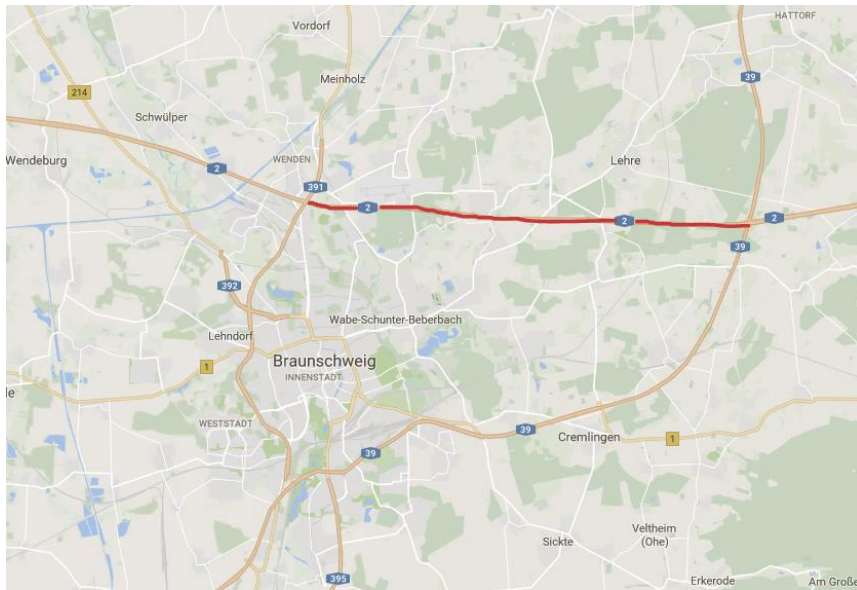 Vordorf
HATTORF
39
Meinholz
214
Schwülper
WENDEN
Lehre
Wendeburg
2
391
2
2
2
39
392
Wabe-Schunter-Beberbach
Lehndorf
Braunschweig
1
INNENSTADT
le
WESTSTADT
39
39
Cremlingen
1
Veltheim
(Ohe)
Sickte
395
Erkerode
Am Große